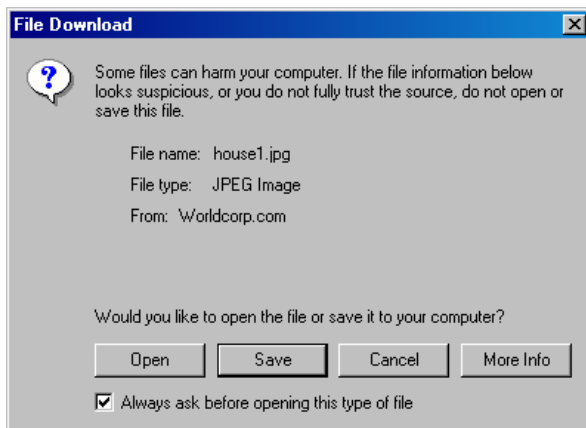 File Download
Some files can harm your computer. If the file information below
looks suspicious, or you do not fully trust the source, do not open or
save this file.
File name: house1.jpg
File type: JPEG Image
From: Worldcorp.com
Would you like to open the file or save it to your computer?
Open Save Cancel More Info
Always ask before opening this type of file